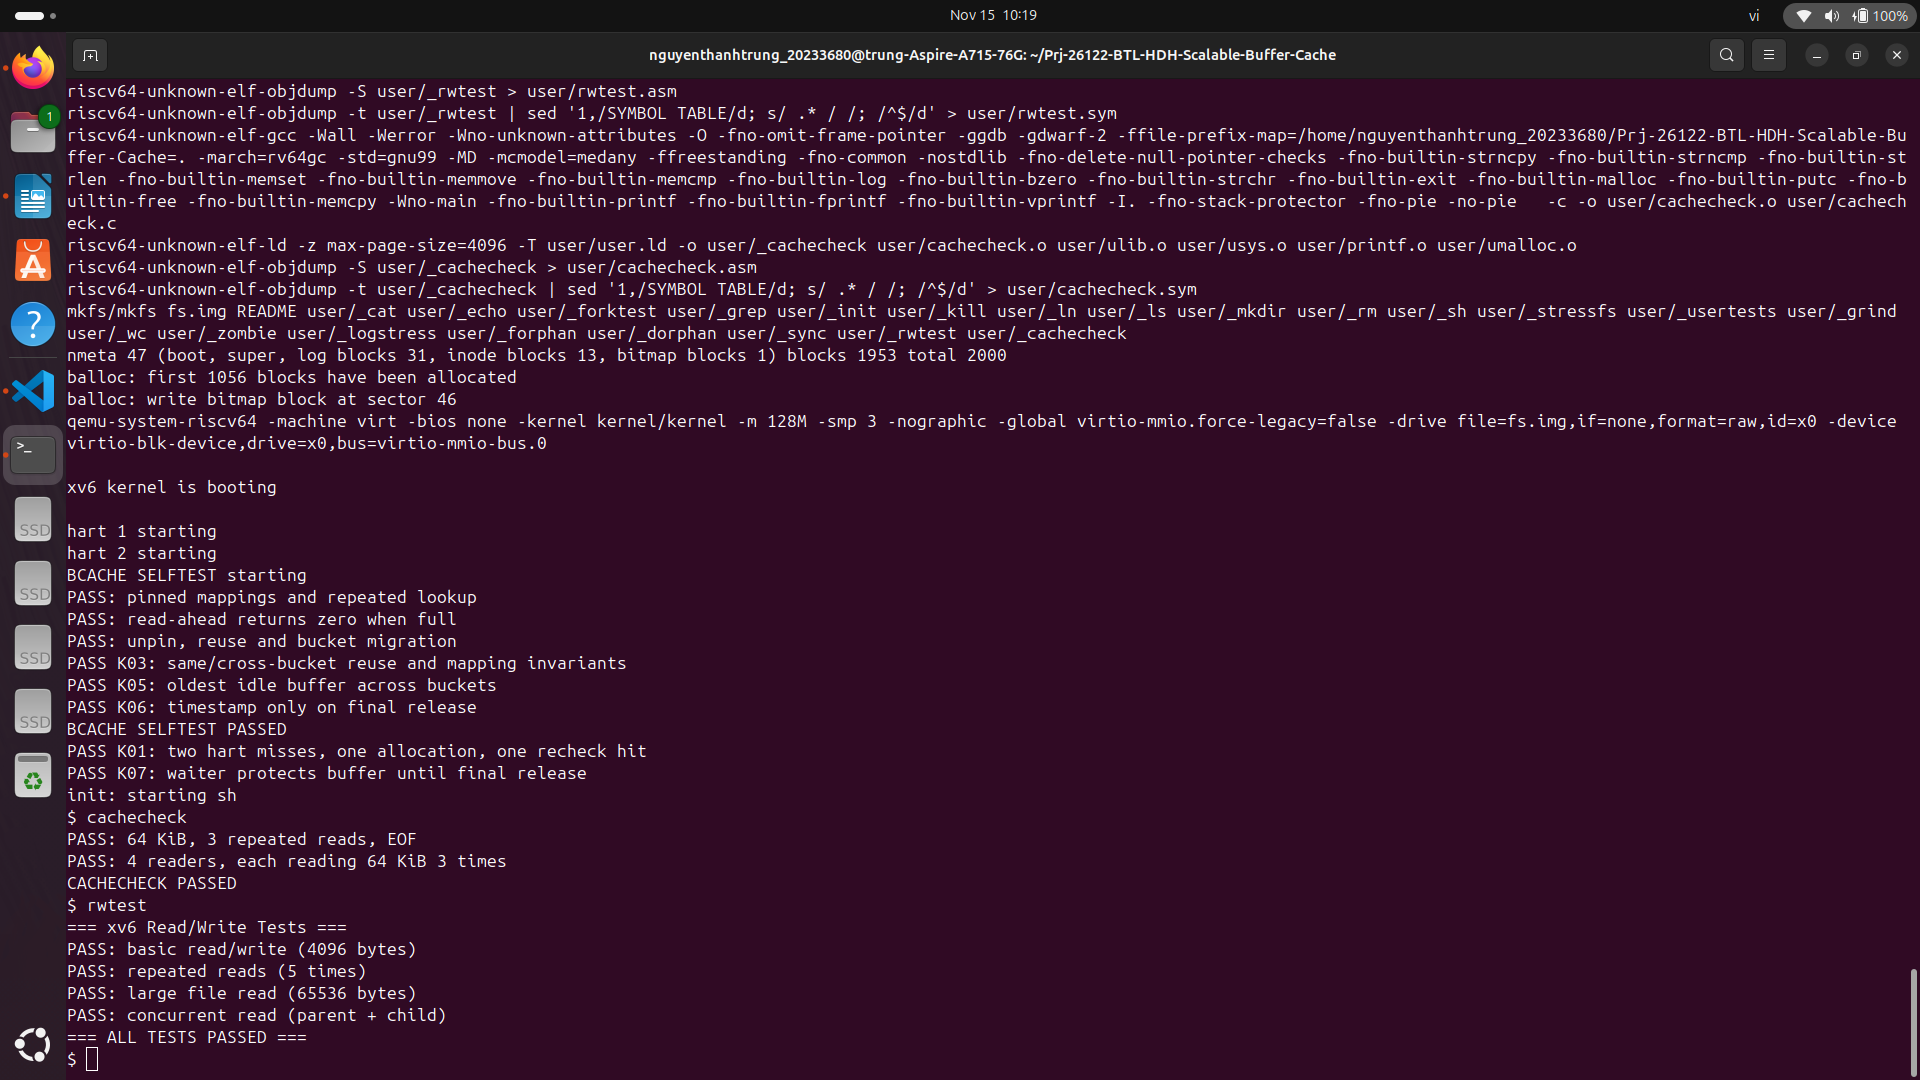 Nov 15 10:19
vi
100%
nguyenthanhtrung_20233680@trung-Aspire-A715-76G: ~/Prj-26122-BTL-HDH-Scalable-Buffer-Cache
riscv64-unknown-elf-objdump -S user/_rwtest > user/rwtest.asm
riscv64-unknown-elf-objdump -t user/_rwtest | sed '1,/SYMBOL TABLE/d; s/ .* / /; /^$/d' > user/rwtest.sym
riscv64-unknown-elf-gcc -Wall -Werror -Wno-unknown-attributes -O -fno-omit-frame-pointer -ggdb -gdwarf-2 -ffile-prefix-map=/home/nguyenthanhtrung_20233680/Prj-26122-BTL-HDH-Scalable-Bu
ffer-Cache=. -march=rv64gc -std=gnu99 -MD -mcmodel=medany -ffreestanding -fno-common -nostdlib -fno-delete-null-pointer-checks -fno-builtin-strncpy -fno-builtin-strncmp -fno-builtin-st
rlen -fno-builtin-memset -fno-builtin-memmove -fno-builtin-memcmp -fno-builtin-log -fno-builtin-bzero -fno-builtin-strchr -fno-builtin-exit -fno-builtin-malloc -fno-builtin-putc -fno-b
uiltin-free -fno-builtin-memcpy -Wno-main -fno-builtin-printf -fno-builtin-fprintf -fno-builtin-vprintf -I. -fno-stack-protector -fno-pie -no-pie   -c -o user/cachecheck.o user/cachech
eck.c
riscv64-unknown-elf-ld -z max-page-size=4096 -T user/user.ld -o user/_cachecheck user/cachecheck.o user/ulib.o user/usys.o user/printf.o user/umalloc.o
riscv64-unknown-elf-objdump -S user/_cachecheck > user/cachecheck.asm
riscv64-unknown-elf-objdump -t user/_cachecheck | sed '1,/SYMBOL TABLE/d; s/ .* / /; /^$/d' > user/cachecheck.sym
mkfs/mkfs fs.img README user/_cat user/_echo user/_forktest user/_grep user/_init user/_kill user/_ln user/_ls user/_mkdir user/_rm user/_sh user/_stressfs user/_usertests user/_grind
user/_wc user/_zombie user/_logstress user/_forphan user/_dorphan user/_sync user/_rwtest user/_cachecheck
nmeta 47 (boot, super, log blocks 31, inode blocks 13, bitmap blocks 1) blocks 1953 total 2000
balloc: first 1056 blocks have been allocated
balloc: write bitmap block at sector 46
qemu-system-riscv64 -machine virt -bios none -kernel kernel/kernel -m 128M -smp 3 -nographic -global virtio-mmio.force-legacy=false -drive file=fs.img,if=none,format=raw,id=x0 -device
virtio-blk-device,drive=x0,bus=virtio-mmio-bus.0
xv6 kernel is booting
hart 1 starting
hart 2 starting
BCACHE SELFTEST starting
PASS: pinned mappings and repeated lookup
PASS: read-ahead returns zero when full
PASS: unpin, reuse and bucket migration
PASS K03: same/cross-bucket reuse and mapping invariants
PASS K05: oldest idle buffer across buckets
PASS K06: timestamp only on final release
BCACHE SELFTEST PASSED
PASS K01: two hart misses, one allocation, one recheck hit
PASS K07: waiter protects buffer until final release
init: starting sh
$ cachecheck
PASS: 64 KiB, 3 repeated reads, EOF
PASS: 4 readers, each reading 64 KiB 3 times
CACHECHECK PASSED
$ rwtest
=== xv6 Read/Write Tests ===
PASS: basic read/write (4096 bytes)
PASS: repeated reads (5 times)
PASS: large file read (65536 bytes)
PASS: concurrent read (parent + child)
=== ALL TESTS PASSED ===
$
1
?
>_
SSD
SSD
SSD
SSD